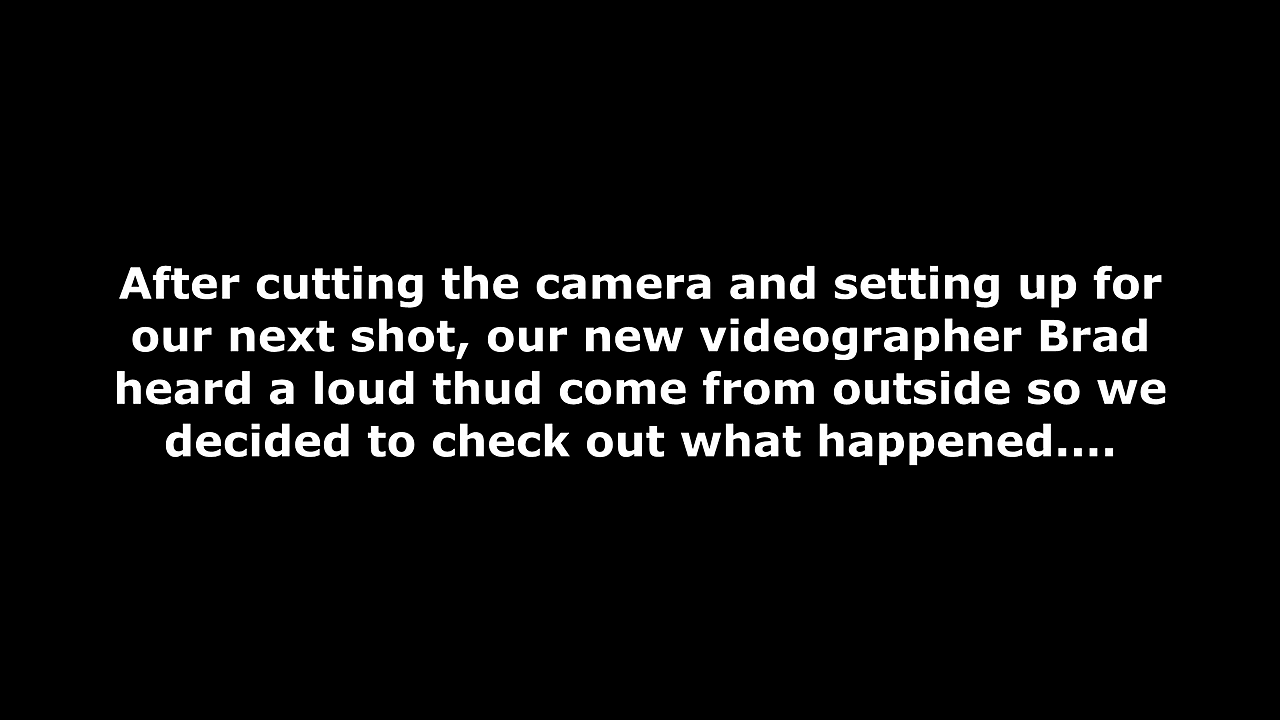 After cutting the camera and setting up for
our next shot, our new videographer Brad
heard a loud thud come from outside so we
decided to check out what happened....